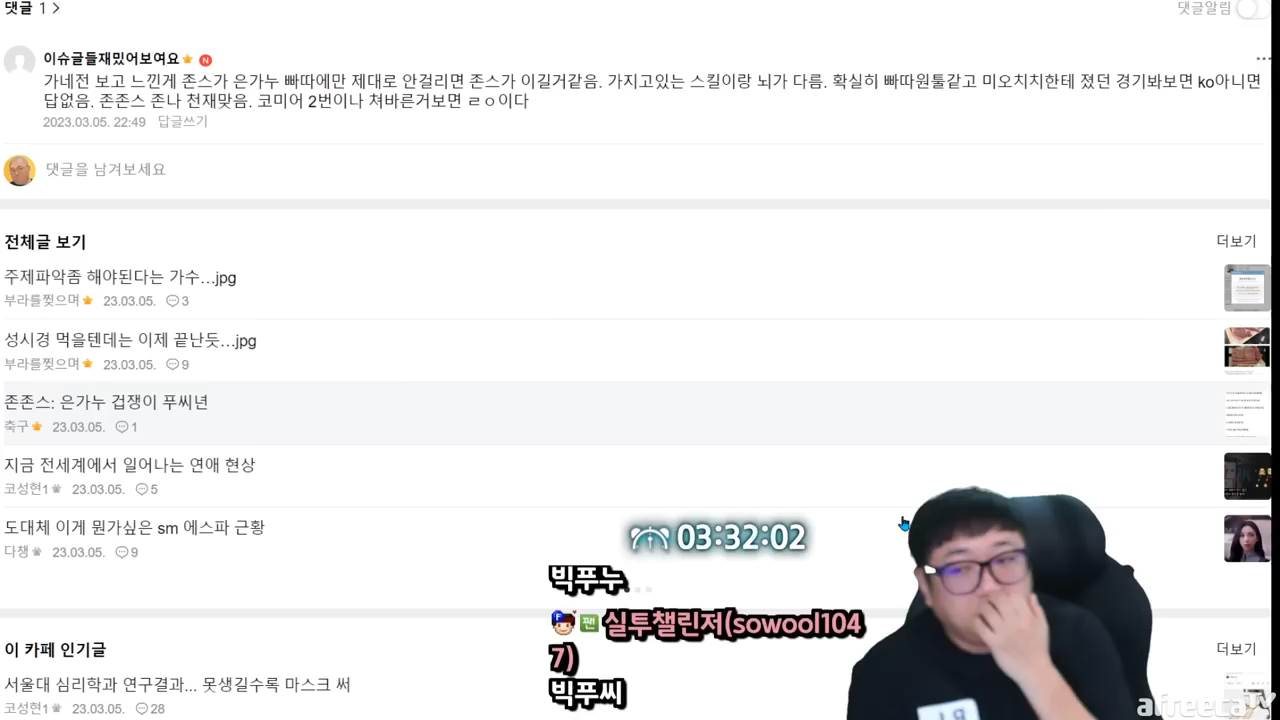 댓글 1 >
댓글알림
이슈글들재밌어보여요 N
가네전 보고 느낀게 존스가 은가누 빠따에만 제대로 안걸리면 존스가 이길거같음. 가지고있는 스킬이랑 뇌가 다름. 확실히 빠따원툴같고 미오치치한테 졌던 경기봐보면 ko아니면
답없음. 존존스 존나 천재맞음. 코미어 2번이나 쳐바른거보면 ㄹㅇ이다
2023.03.05. 22:49 답글쓰기
댓글을 남겨보세요
전체글 보기
더보기
주제파악좀 해야된다는 가수...jpg
부라를찢으며 23.03.05. 3
성시경 먹을텐데는 이제 끝난듯...jpg
부라를찢으며 23.03.05. 9
존존스: 은가누 겁쟁이 푸씨년
축구 23.03.05. 1
지금 전세계에서 일어나는 연애 현상
코성현1 23.03.05. 5
도대체 이게 뭔가싶은 sm 에스파 근황
다챙 23.03.05. 9
03:32:02
빅푸누
팬 실투챌린저(sowool104
7)
빅푸씨
이 카페 인기글
더보기
서울대 심리학과 연구결과... 못생길수록 마스크 써
코성현1 23.03.05. 28
afreecaTV